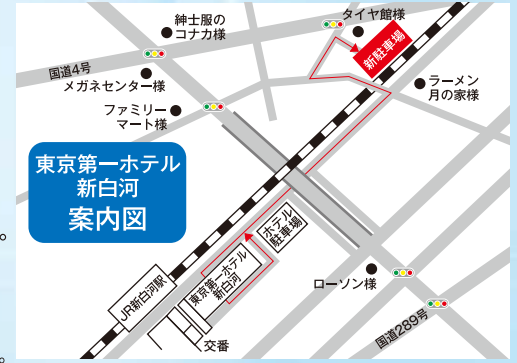 紳士服の
コナカ様
タイヤ館様
新駐車場
国道4号
メガネセンター様
ラーメン
月の家様
ファミリー
マート様
東京第一ホテル
新白河
案内図
。
ホテル
駐車場
東京第一ホテル
新白河
JR新白河駅
ローソン様
国道289号
交番
。